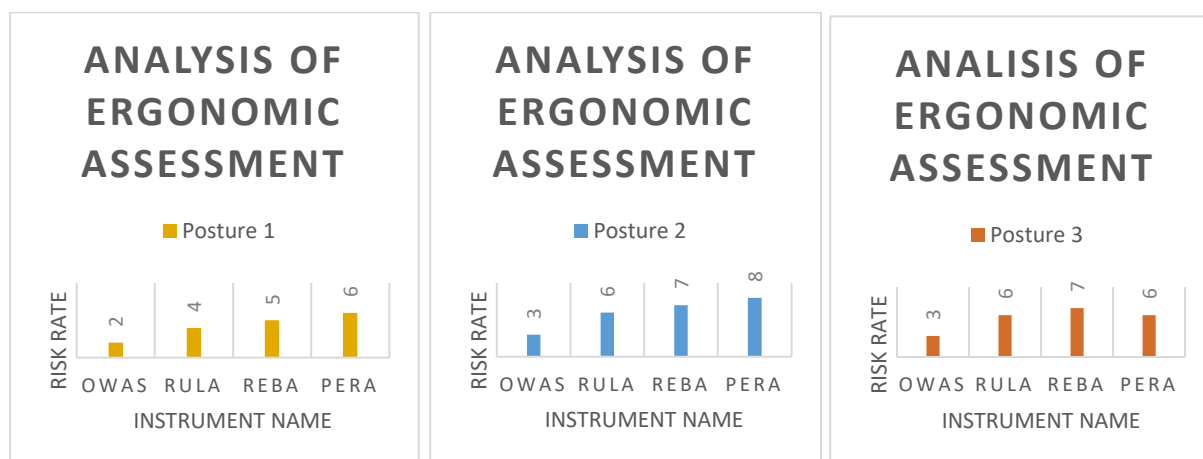 ANALYSIS OF
ERGONOMIC
ASSESSMENT
Posture 1
RISK RATE
2
4
5
6
OWAS RULA REBA PERA
INSTRUMENT NAME
ANALYSIS OF
ERGONOMIC
ASSESSMENT
Posture 2
RISK RATE
3
6
7
8
OWAS RULA REBA PERA
INSTRUMENT NAME
ANALISIS OF
ERGONOMIC
ASSESSMENT
Posture 3
RISK RATE
3
6
7
6
OWAS RULA REBA PERA
INSTRUMENT NAME